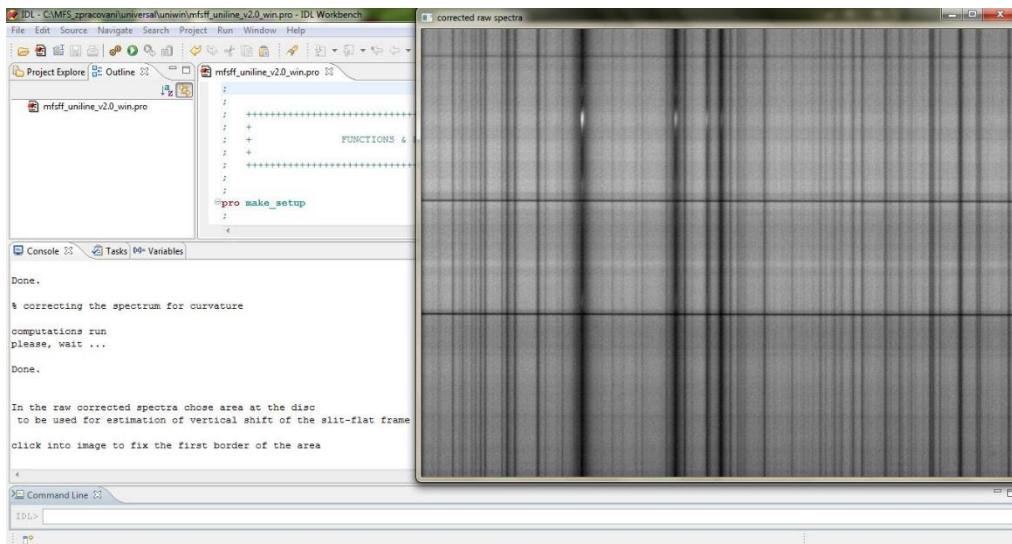 IDL - C:\MFS_zpracovani\universal\uniwin\mfsff_uniline_v2.0_win.pro - IDL Workbench
corrected raw spectra
File Edit Source Navigate Search Project Run Window Help
Project Explore Outline
mfsff_uniline_v2.0_win.pro
mfsff_uniline_v2.0_win.pro
;
;
; ++++++++++++++++++++++++++++++++
; +
; + FUNCTIONS &
; +
; ++++++++++++++++++++++++++++++++
;
;
pro make_setup
;
Console Tasks Variables
Done.
% correcting the spectrum for curvature
computations run
please, wait ...
Done.
In the raw corrected spectra chose area at the disc
to be used for estimation of vertical shift of the slit-flat frame
click into image to fix the first border of the area
Command Line
IDL>